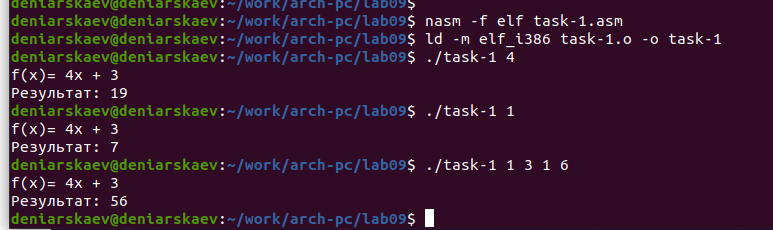 deniarskaev@deniarskaev:~/work/arch-pc/lab09$
deniarskaev@deniarskaev:~/work/arch-pc/lab09$ nasm -f elf task-1.asm
deniarskaev@deniarskaev:~/work/arch-pc/lab09$ ld -m elf_i386 task-1.o -o task-1
deniarskaev@deniarskaev:~/work/arch-pc/lab09$ ./task-1 4
f(x)= 4x + 3
Результат: 19
deniarskaev@deniarskaev:~/work/arch-pc/lab09$ ./task-1 1
f(x)= 4x + 3
Результат: 7
deniarskaev@deniarskaev:~/work/arch-pc/lab09$ ./task-1 1 3 1 6
f(x)= 4x + 3
Результат: 56
deniarskaev@deniarskaev:~/work/arch-pc/lab09$